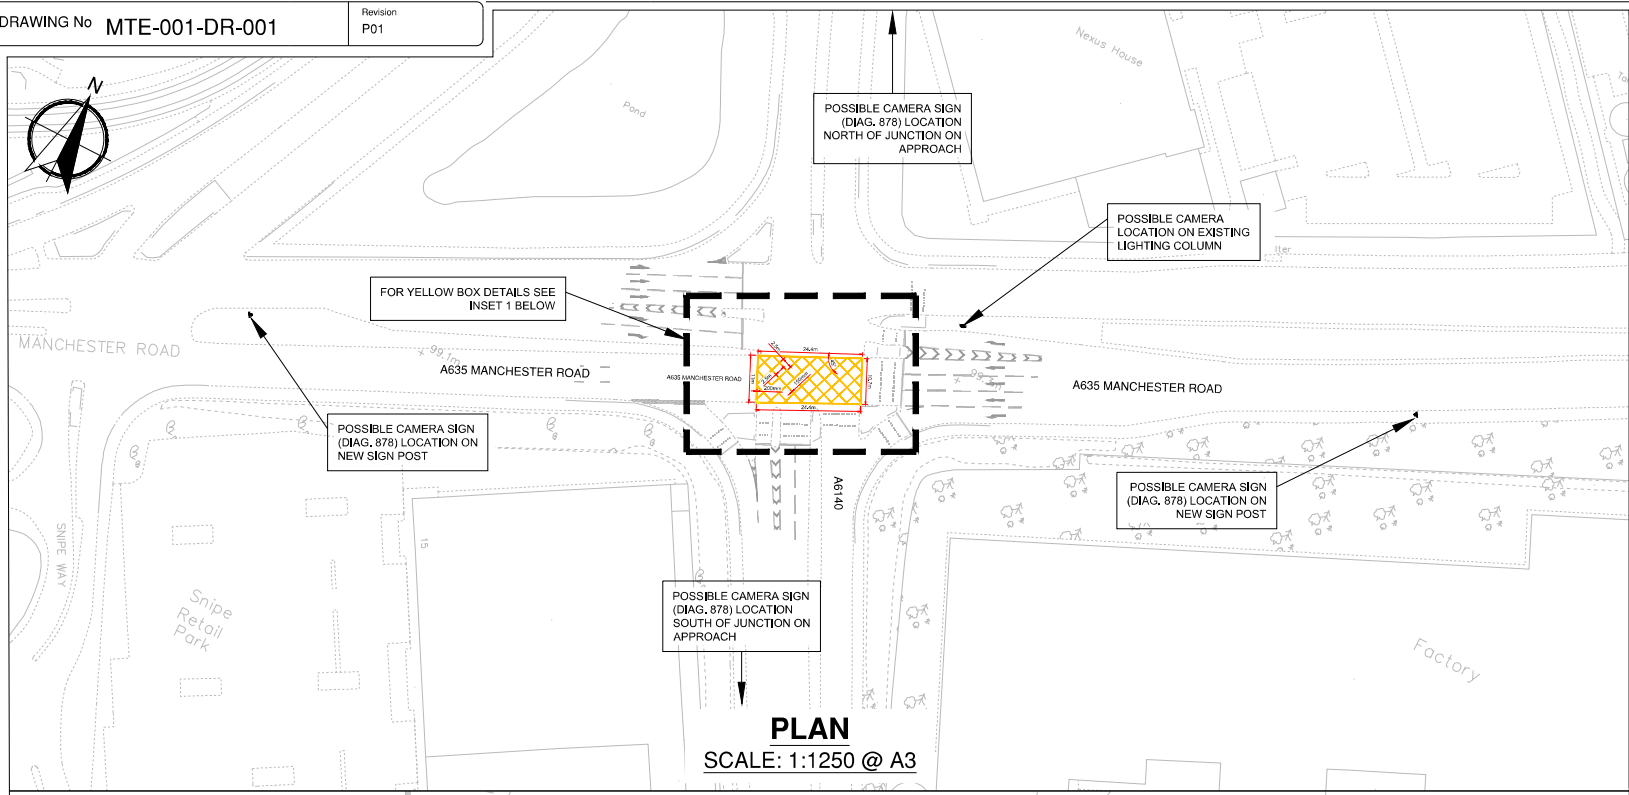 DRAWING No MTE-001-DR-001
Revision
P01
N
Pond
Nexus House
POSSIBLE CAMERA SIGN
(DIAG. 878) LOCATION
NORTH OF JUNCTION ON
APPROACH
POSSIBLE CAMERA
LOCATION ON EXISTING
LIGHTING COLUMN
FOR YELLOW BOX DETAILS SEE
INSET 1 BELOW
MANCHESTER ROAD
99.1m
A635 MANCHESTER ROAD
A635 MANCHESTER ROAD
24.4m
200mm
150mm
24.4m
A635 MANCHESTER ROAD
POSSIBLE CAMERA SIGN
(DIAG. 878) LOCATION ON
NEW SIGN POST
POSSIBLE CAMERA SIGN
(DIAG. 878) LOCATION ON
NEW SIGN POST
A6140
SNIPE WAY
15
Snipe
Retail
Park
POSSIBLE CAMERA SIGN
(DIAG. 878) LOCATION
SOUTH OF JUNCTION ON
APPROACH
Factory
PLAN
SCALE: 1:1250 @ A3